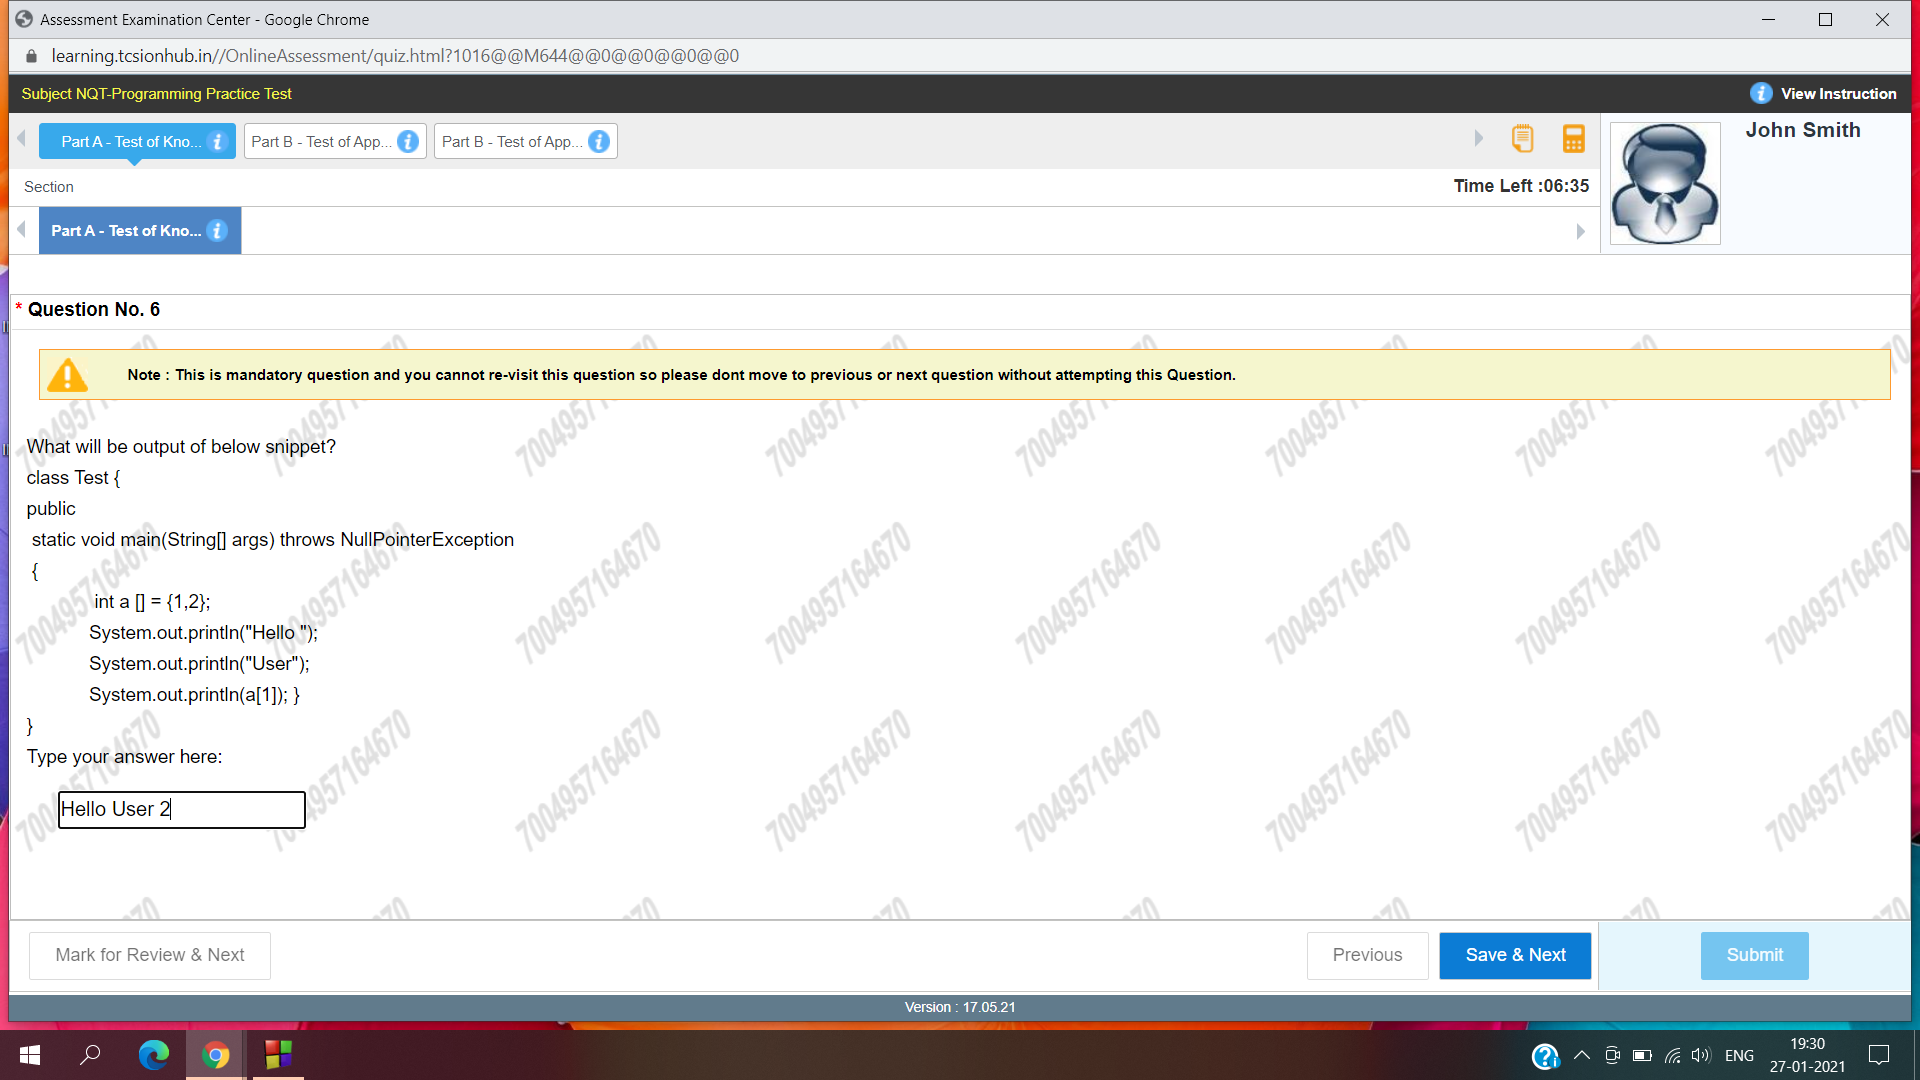 Assessment Examination Center - Google Chrome
learning.tcsionhub.in//OnlineAssessment/quiz.html?1016@@M644@@0@@0@@0@@0
Subject NQT-Programming Practice Test
View Instruction
Part A - Test of Kno...
Part B - Test of App...
Part B - Test of App...
John Smith
Section
Time Left :06:35
Part A - Test of Kno...
* Question No. 6
Note : This is mandatory question and you cannot re-visit this question so please dont move to previous or next question without attempting this Question.
What will be output of below snippet?
class Test {
public
static void main(String[] args) throws NullPointerException
{
int a [] = {1,2};
System.out.println("Hello ");
System.out.println("User");
System.out.println(a[1]); }
}
Type your answer here:
Hello User 2
7004957164670
Mark for Review & Next
Previous
Save & Next
Submit
Version : 17.05.21
ENG
19:30
27-01-2021